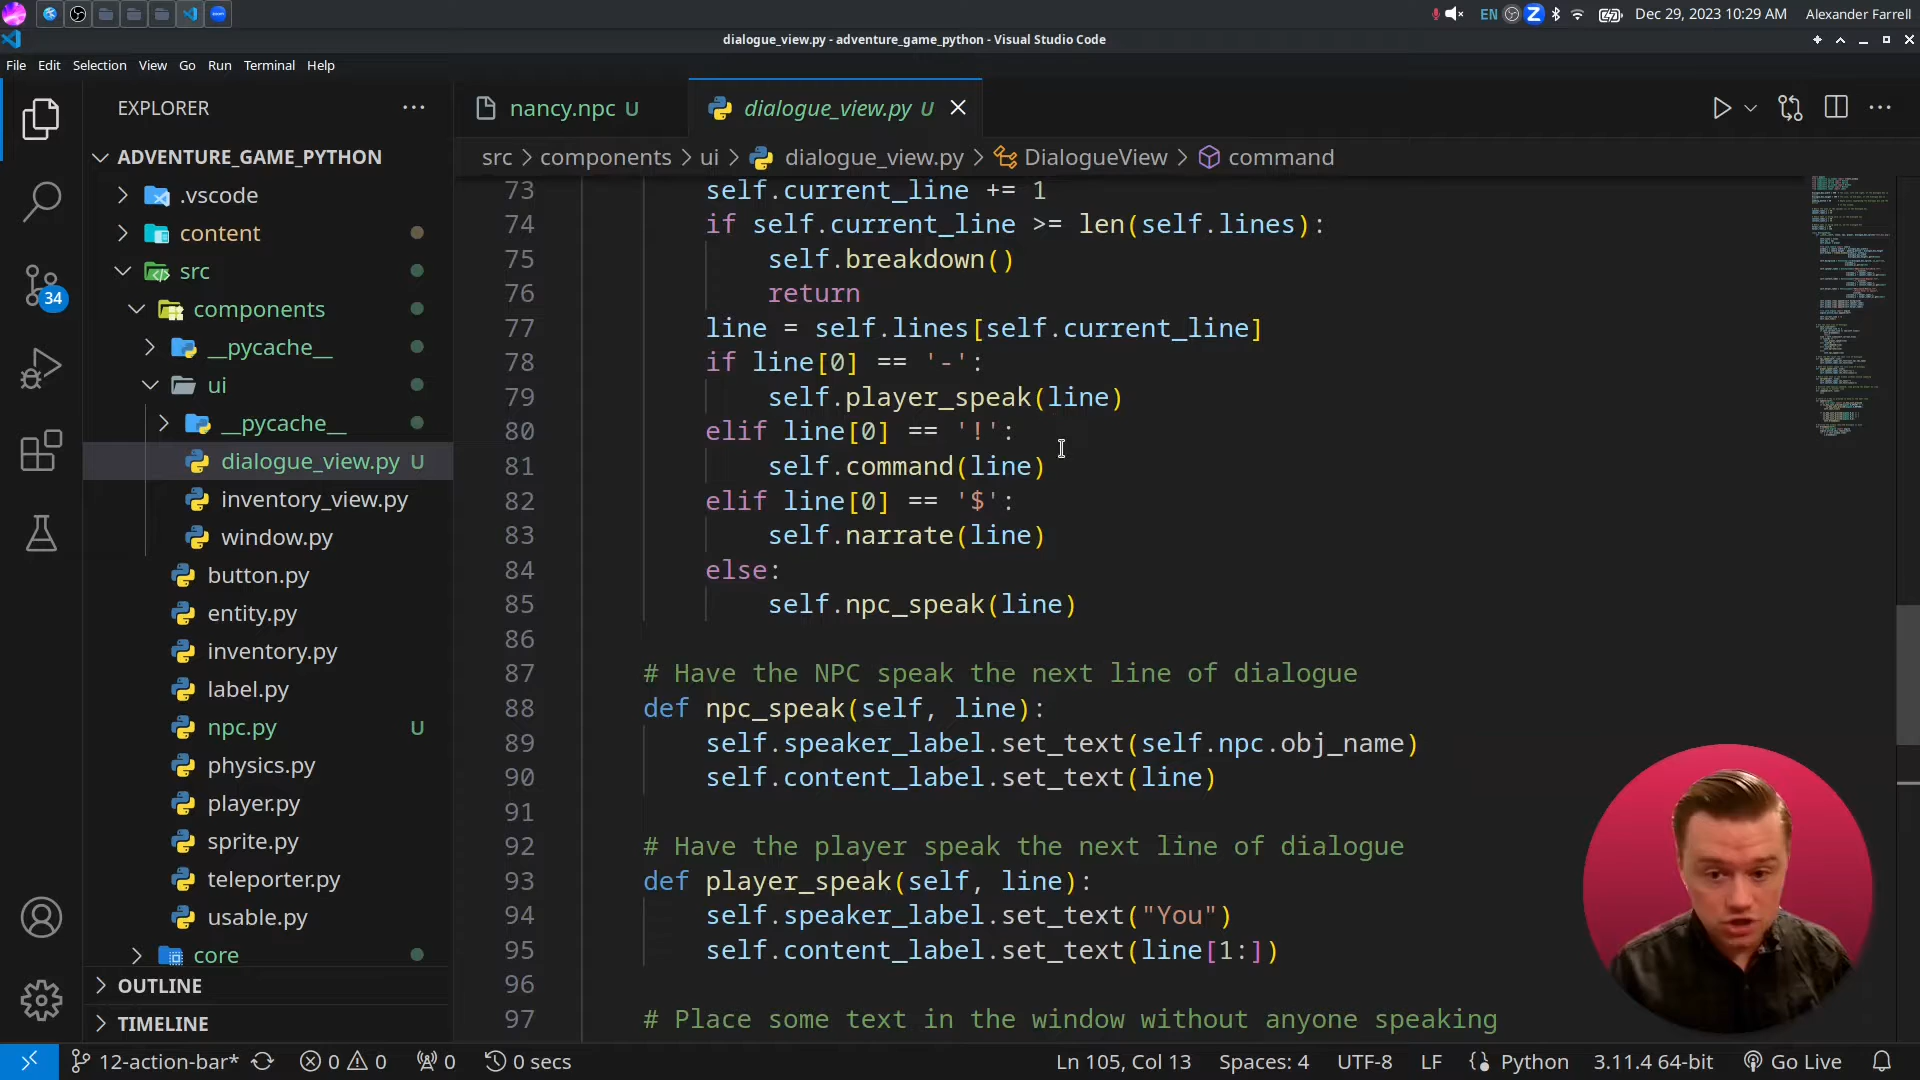 EN
Z
Dec 29, 2023 10:29 AM
Alexander Farrell
dialogue_view.py - adventure_game_python - Visual Studio Code
File Edit Selection View Go Run Terminal Help
EXPLORER
nancy.npc U
dialogue_view.py U
src > components > ui > dialogue_view.py > DialogueView > command
ADVENTURE_GAME_PYTHON
.vscode
content
src
components
__pycache__
ui
__pycache__
dialogue_view.py U
inventory_view.py
window.py
button.py
entity.py
inventory.py
label.py
npc.py U
physics.py
player.py
sprite.py
teleporter.py
usable.py
core
OUTLINE
TIMELINE
34
73 self.current_line += 1
74 if self.current_line >= len(self.lines):
75 self.breakdown()
76 return
77 line = self.lines[self.current_line]
78 if line[0] == '-':
79 self.player_speak(line)
80 elif line[0] == '!':
81 self.command(line)
82 elif line[0] == '$':
83 self.narrate(line)
84 else:
85 self.npc_speak(line)
86
87 # Have the NPC speak the next line of dialogue
88 def npc_speak(self, line):
89 self.speaker_label.set_text(self.npc.obj_name)
90 self.content_label.set_text(line)
91
92 # Have the player speak the next line of dialogue
93 def player_speak(self, line):
94 self.speaker_label.set_text("You")
95 self.content_label.set_text(line[1:])
96
97 # Place some text in the window without anyone speaking
12-action-bar* 0 0 0 0 secs
Ln 105, Col 13 Spaces: 4 UTF-8 LF Python 3.11.4 64-bit Go Live